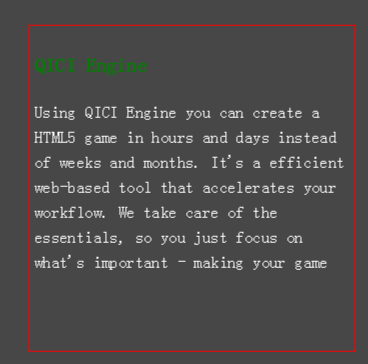 QICI Engine
Using QICI Engine you can create a
HTML5 game in hours and days instead
of weeks and months. It's a efficient
web-based tool that accelerates your
workflow. We take care of the
essentials, so you just focus on
what's important - making your game